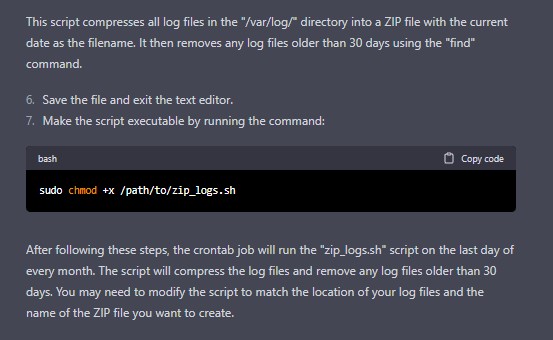 This script compresses all log files in the "/var/log/" directory into a ZIP file with the current
date as the filename. It then removes any log files older than 30 days using the "find"
command.
6. Save the file and exit the text editor.
7. Make the script executable by running the command:
bash Copy code
sudo chmod +x /path/to/zip_logs.sh
After following these steps, the crontab job will run the "zip_logs.sh" script on the last day of
every month. The script will compress the log files and remove any log files older than 30
days. You may need to modify the script to match the location of your log files and the
name of the ZIP file you want to create.